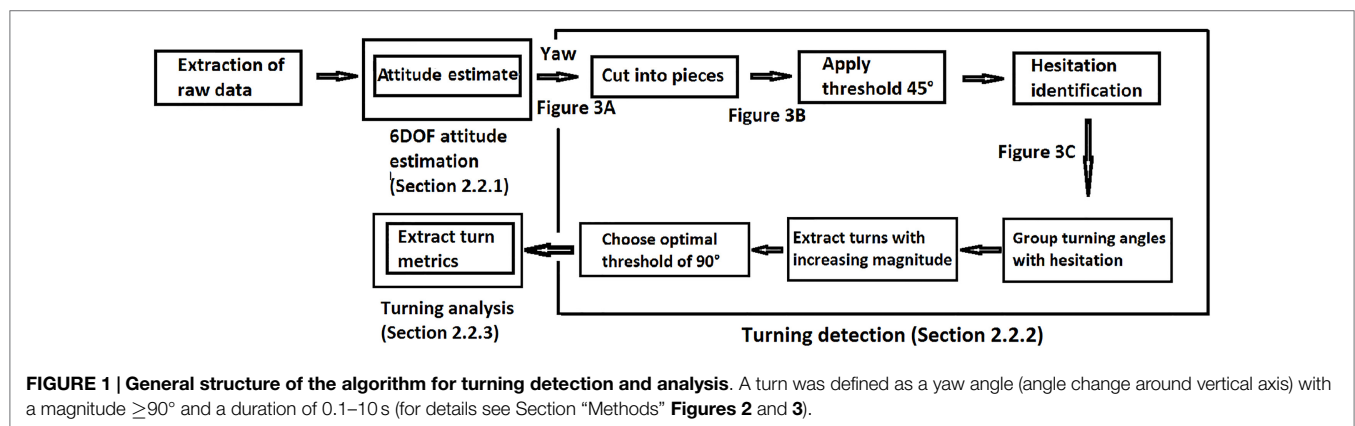 Extraction of
raw data
Attitude estimate
6DOF attitude
estimation
(Section 2.2.1)
Yaw
Figure 3A
Cut into pieces
Figure 3B
Apply
threshold 45°
Hesitation
identification
Figure 3C
Group turning angles
with hesitation
Extract turns with
increasing magnitude
Choose optimal
threshold of 90°
Extract turn
metrics
Turning analysis
(Section 2.2.3)
Turning detection (Section 2.2.2)
FIGURE 1 | General structure of the algorithm for turning detection and analysis. A turn was defined as a yaw angle (angle change around vertical axis) with
a magnitude ≥90° and a duration of 0.1–10 s (for details see Section “Methods” Figures 2 and 3).